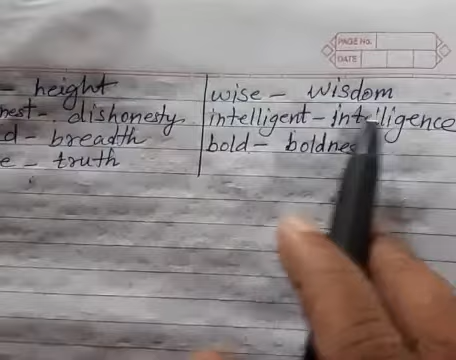 PAGE No.
DATE
- height
nest - dishonesty
d - breadth
e - truth
wise - wisdom
intelligent - intelligence
bold - boldnes